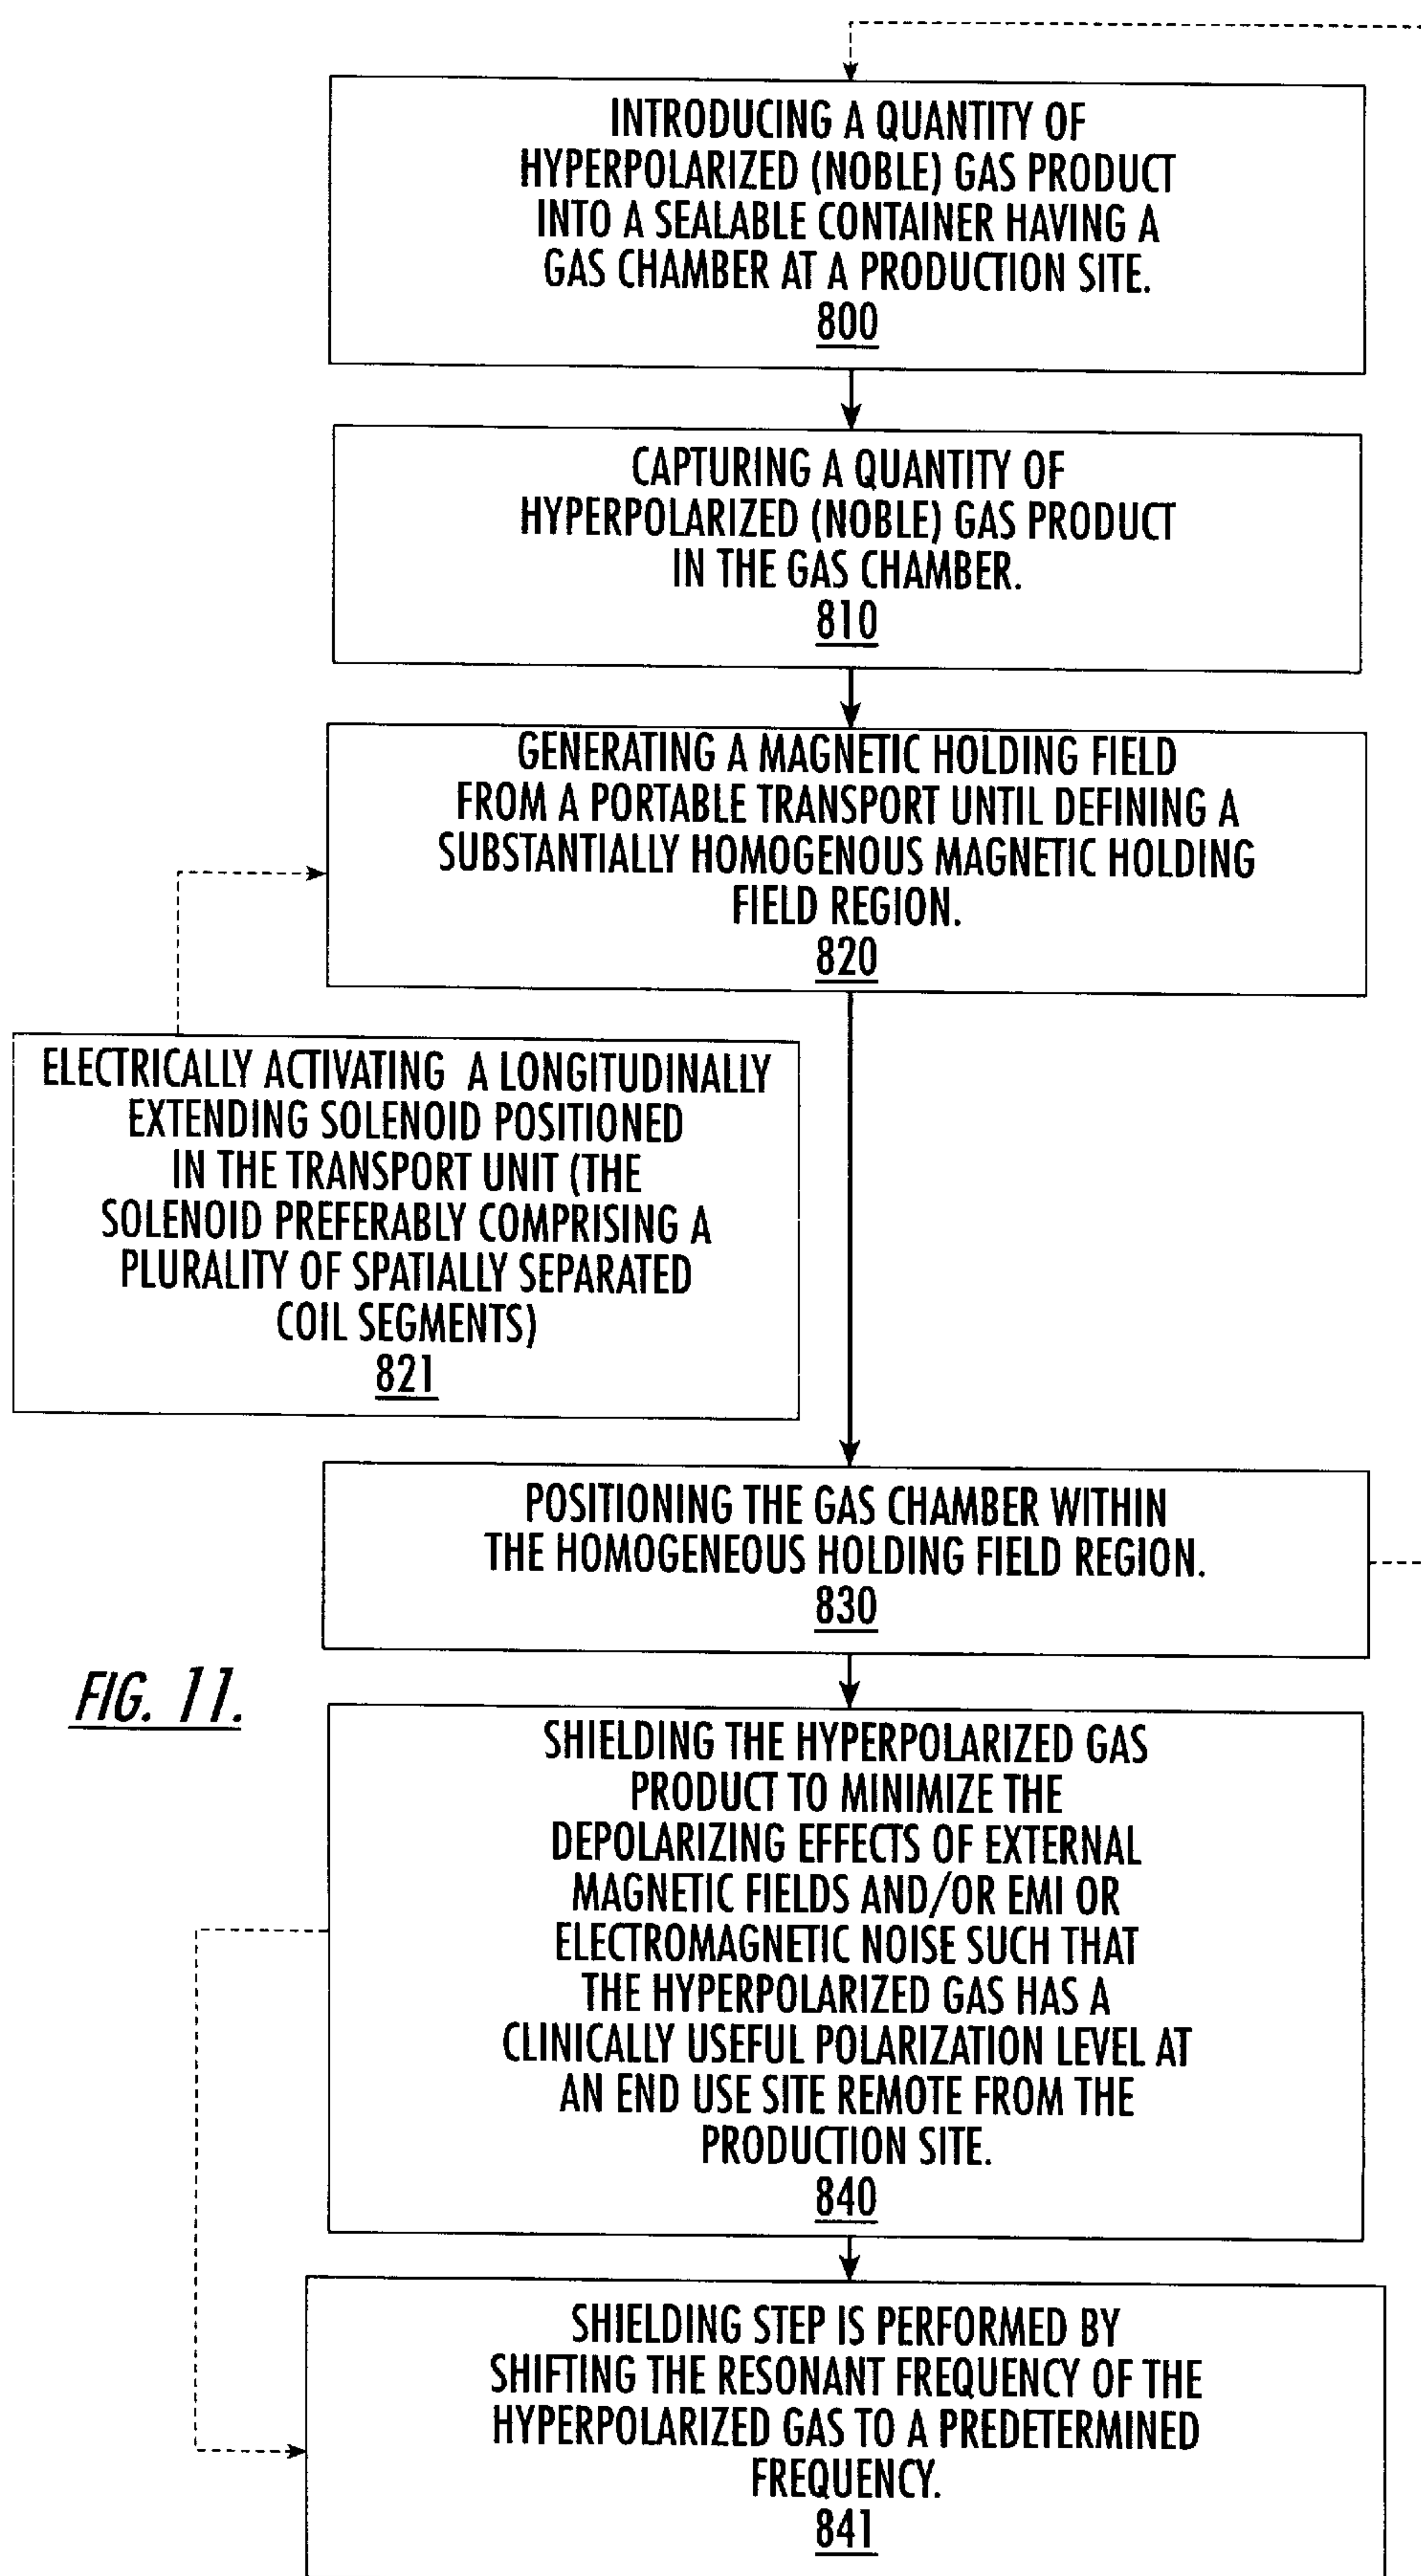 INTRODUCING A QUANTITY OF
HYPERPOLARIZED (NOBLE) GAS PRODUCT
INTO A SEALABLE CONTAINER HAVING A
GAS CHAMBER AT A PRODUCTION SITE.
800
CAPTURING A QUANTITY OF
HYPERPOLARIZED (NOBLE) GAS PRODUCT
IN THE GAS CHAMBER.
810
GENERATING A MAGNETIC HOLDING FIELD
FROM A PORTABLE TRANSPORT UNTIL DEFINING A
SUBSTANTIALLY HOMOGENOUS MAGNETIC HOLDING
FIELD REGION.
820
ELECTRICALLY ACTIVATING A LONGITUDINALLY
EXTENDING SOLENOID POSITIONED
IN THE TRANSPORT UNIT (THE
SOLENOID PREFERABLY COMPRISING A
PLURALITY OF SPATIALLY SEPARATED
COIL SEGMENTS)
821
POSITIONING THE GAS CHAMBER WITHIN
THE HOMOGENEOUS HOLDING FIELD REGION.
830
FIG. 11.
SHIELDING THE HYPERPOLARIZED GAS
PRODUCT TO MINIMIZE THE
DEPOLARIZING EFFECTS OF EXTERNAL
MAGNETIC FIELDS AND/OR EMI OR
ELECTROMAGNETIC NOISE SUCH THAT
THE HYPERPOLARIZED GAS HAS A
CLINICALLY USEFUL POLARIZATION LEVEL AT
AN END USE SITE REMOTE FROM THE
PRODUCTION SITE.
840
SHIELDING STEP IS PERFORMED BY
SHIFTING THE RESONANT FREQUENCY OF THE
HYPERPOLARIZED GAS TO A PREDETERMINED
FREQUENCY.
841